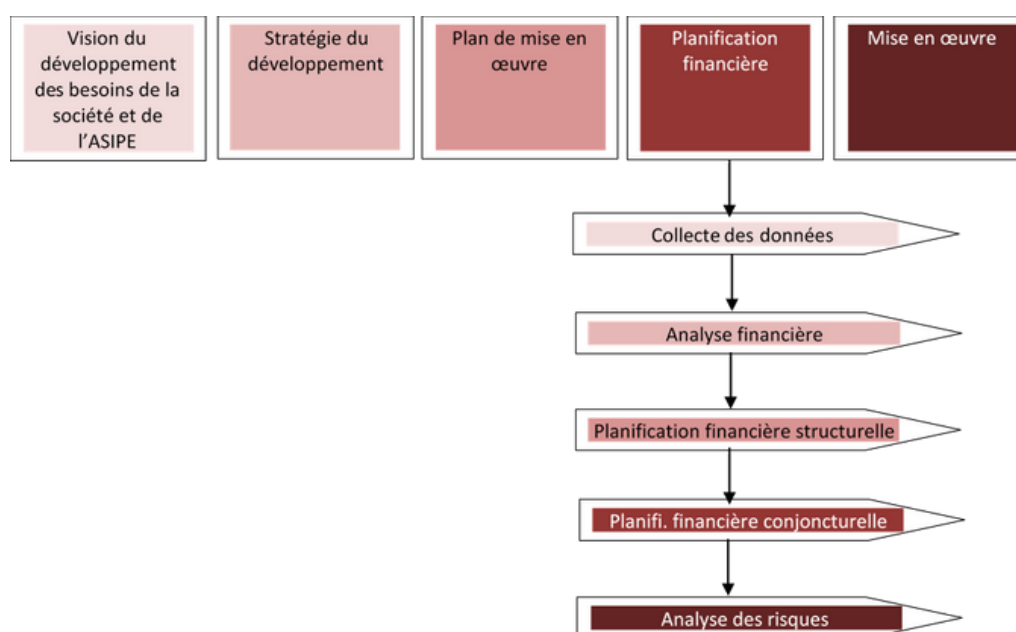 Vision du
développement
des besoins de la
société et de
l'ASIPE
Stratégie du
développement
Plan de mise en
œuvre
Planification
financière
Mise en œuvre
Collecte des données
Analyse financière
Planification financière structurelle
Planifi. financière conjoncturelle
Analyse des risques